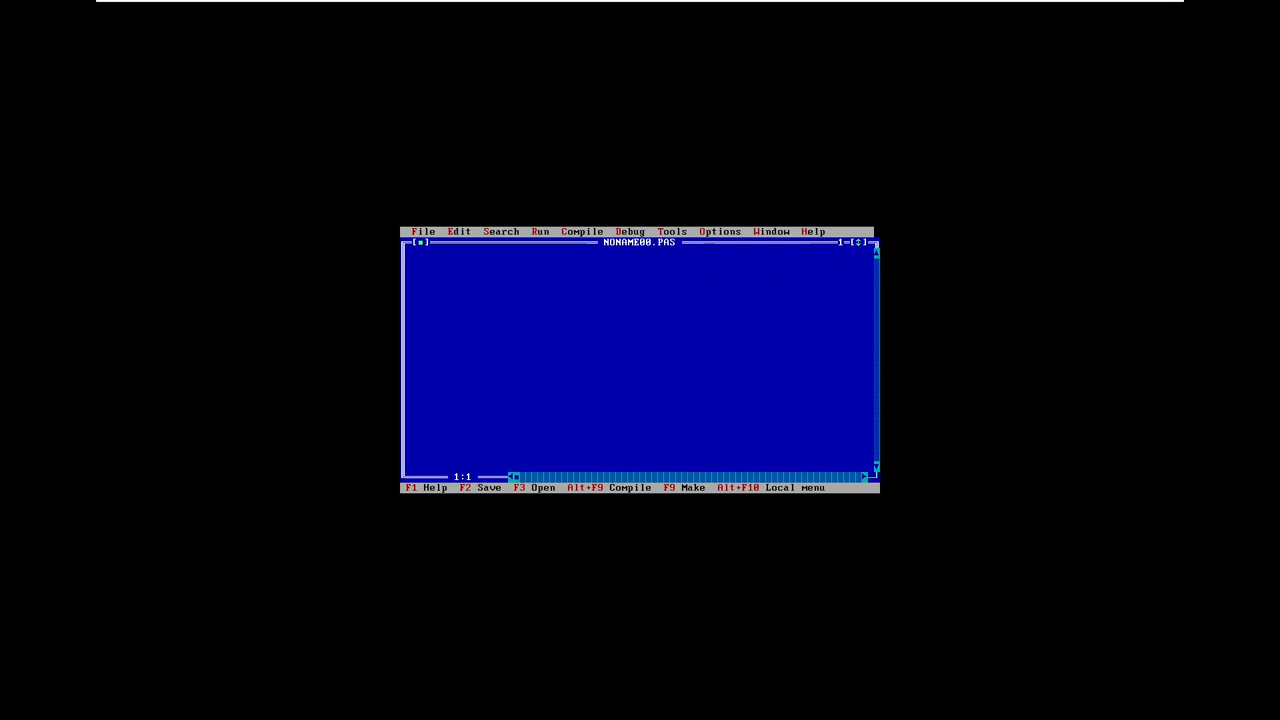 File Edit Search Run Compile Debug Tools Options Window Help
[■] NONAME00.PAS 1=[↕]
1:1
F1 Help F2 Save F3 Open Alt+F9 Compile F9 Make Alt+F10 Local menu